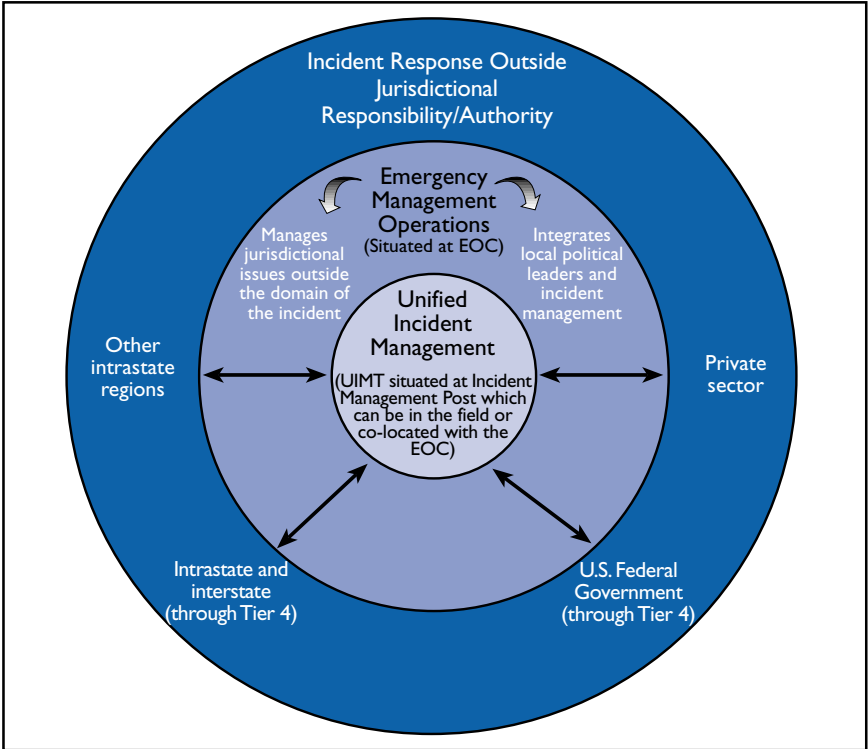 Incident Response Outside
Jurisdictional
Responsibility/Authority
Emergency
Management
Operations
(Situated at EOC)
Manages
jurisdictional
issues outside
the domain of
the incident
Integrates
local political
leaders and
incident
management
Unified
Incident
Management
(UIMT situated at Incident
Management Post which
can be in the field or
co-located with the
EOC)
Other
intrastate
regions
Private
sector
Intrastate and
interstate
(through Tier 4)
U.S. Federal
Government
(through Tier 4)